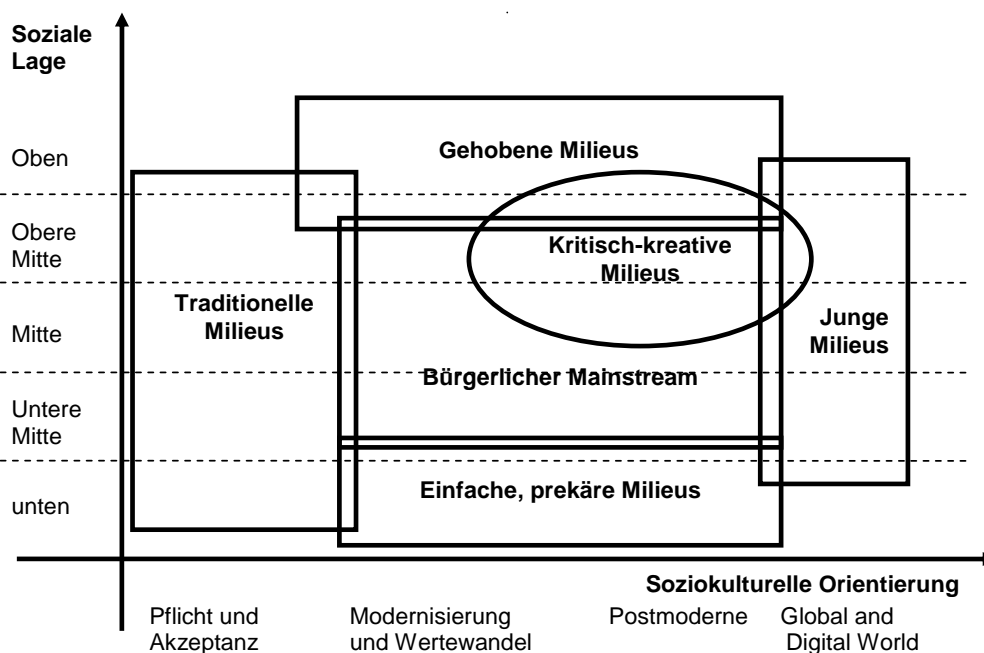 Soziale
Lage
Oben
Gehobene Milieus
Obere
Mitte
Kritisch-kreative
Milieus
Traditionelle
Milieus
Mitte
Junge
Milieus
Bürgerlicher Mainstream
Untere
Mitte
Einfache, prekäre Milieus
unten
Soziokulturelle Orientierung
Pflicht und
Akzeptanz
Modernisierung
und Wertewandel
Postmoderne
Global and
Digital World